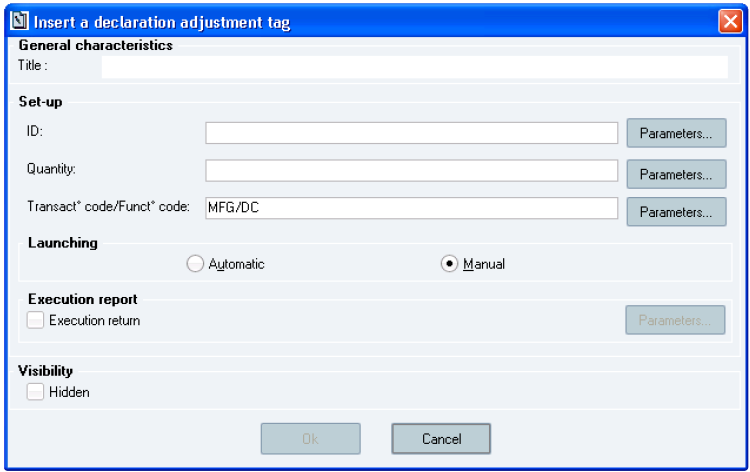 Insert a declaration adjustment tag
General characteristics
Title :
Set-up
ID: Parameters...
Quantity: Parameters...
Transact° code/Funct° code: MFG/DC Parameters...
Launching
Automatic Manual
Execution report
Execution return Parameters...
Visibility
Hidden
Ok Cancel